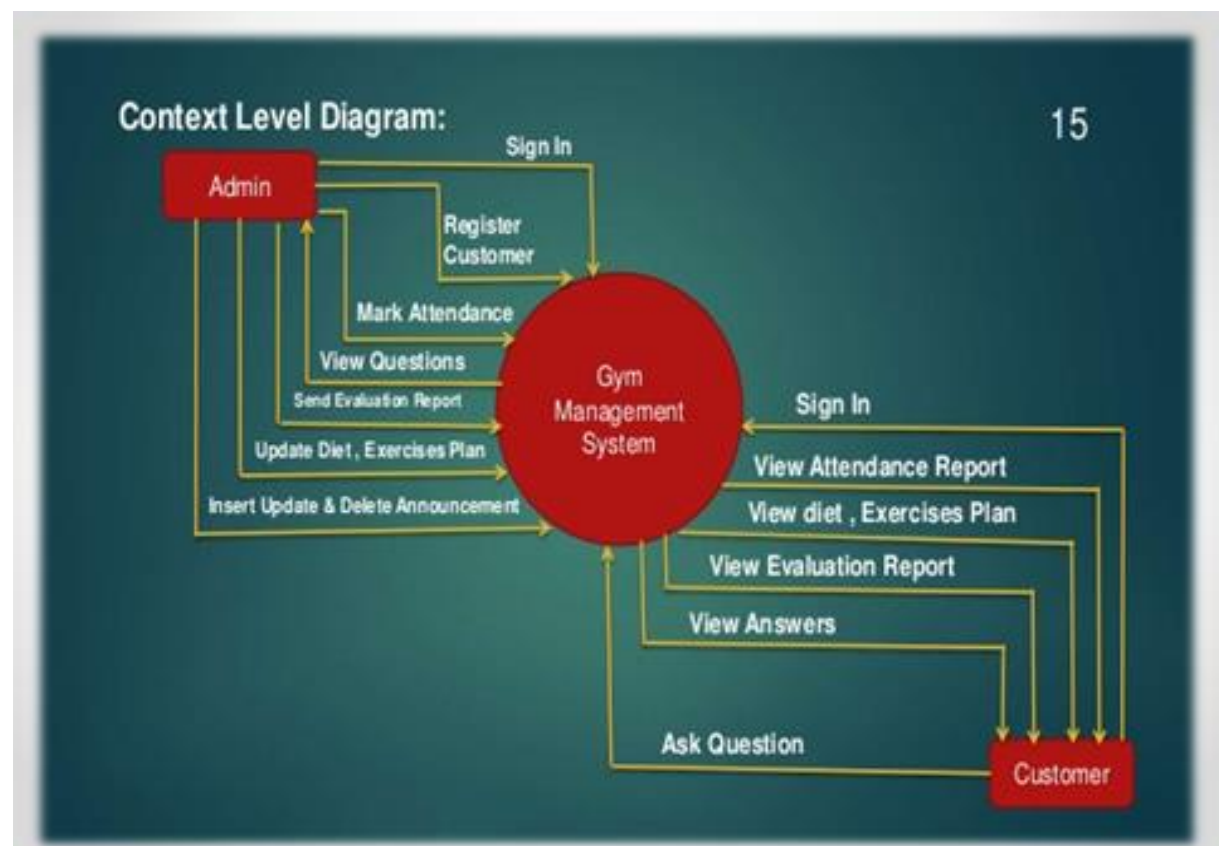 Context Level Diagram:
15
Sign In
Admin
Register
Customer
Mark Attendance
View Questions
Send Evaluation Report
Update Diet , Exercises Plan
Insert Update & Delete Announcement
Gym
Management
System
Sign In
View Attendance Report
View diet , Exercises Plan
View Evaluation Report
View Answers
Ask Question
Customer